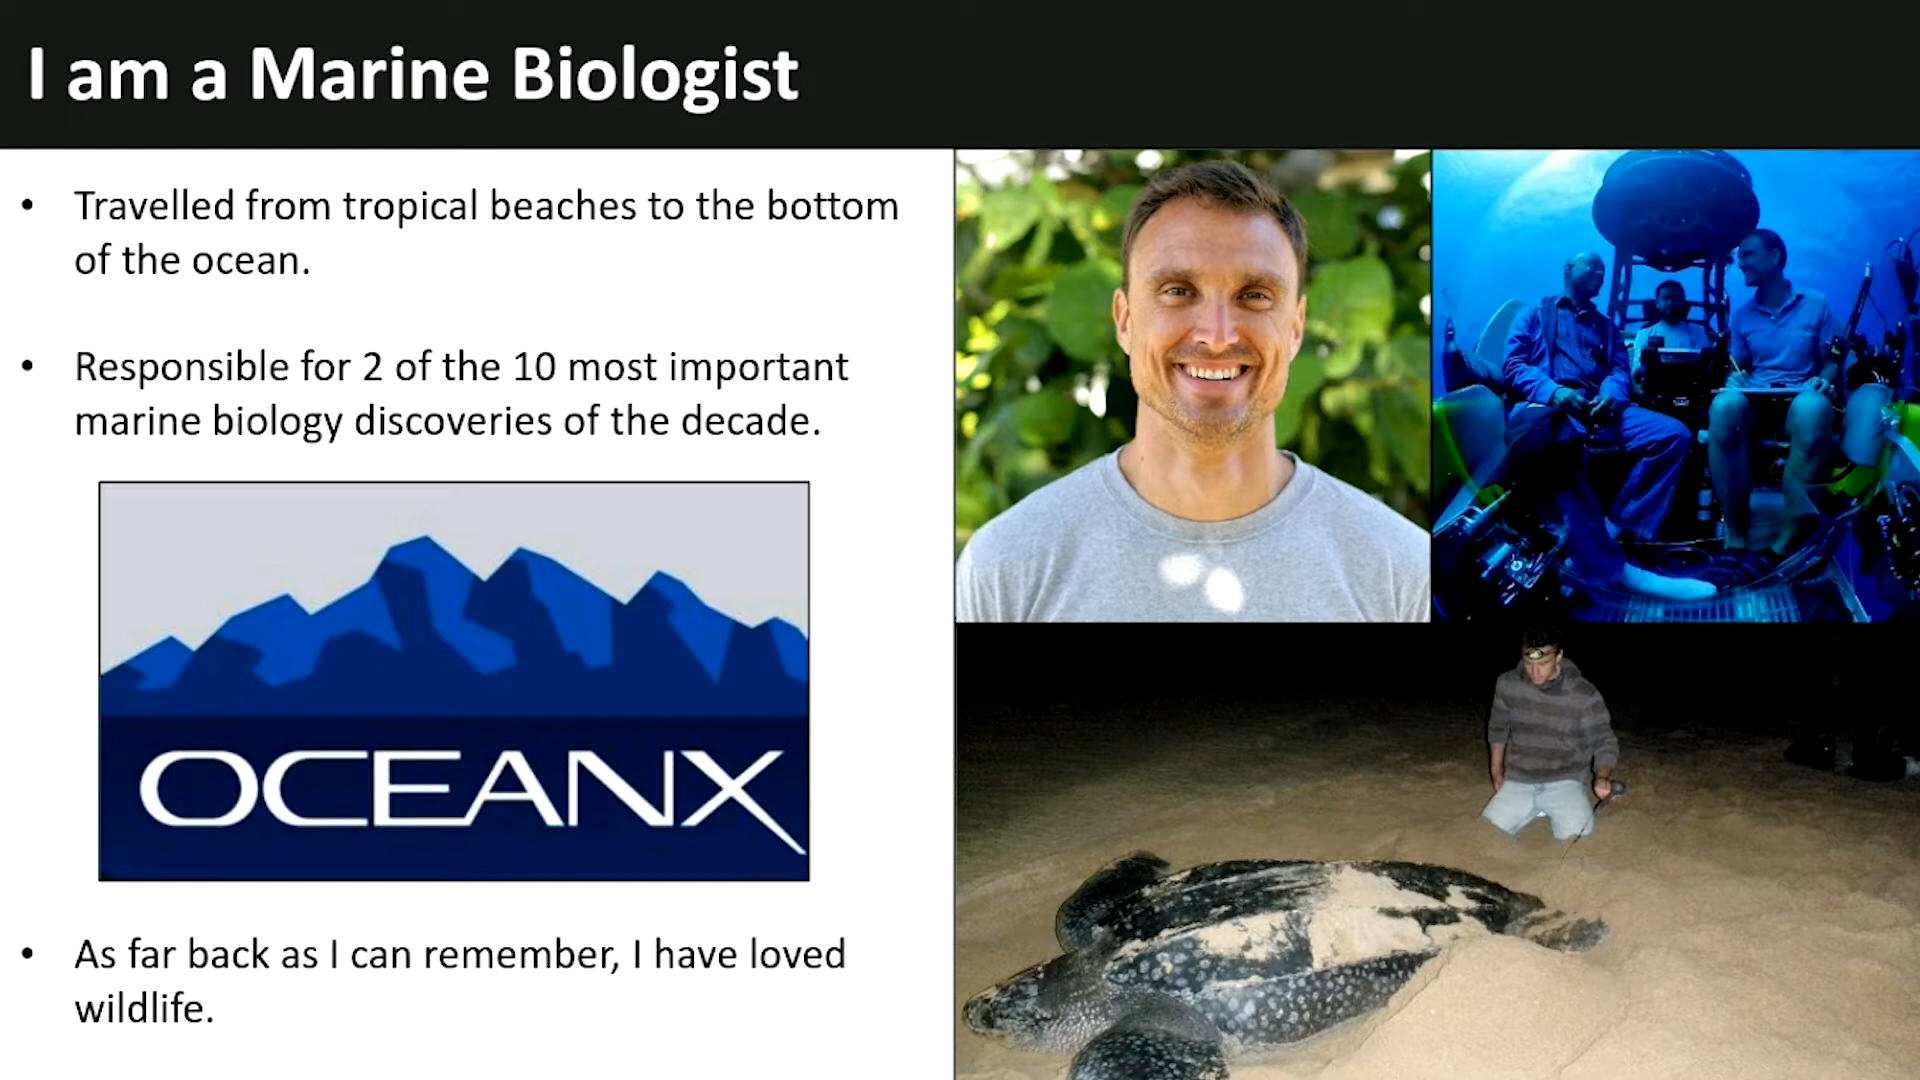 I am a Marine Biologist
• Travelled from tropical beaches to the bottom
of the ocean.
• Responsible for 2 of the 10 most important
marine biology discoveries of the decade.
OCEANX
• As far back as I can remember, I have loved
wildlife.